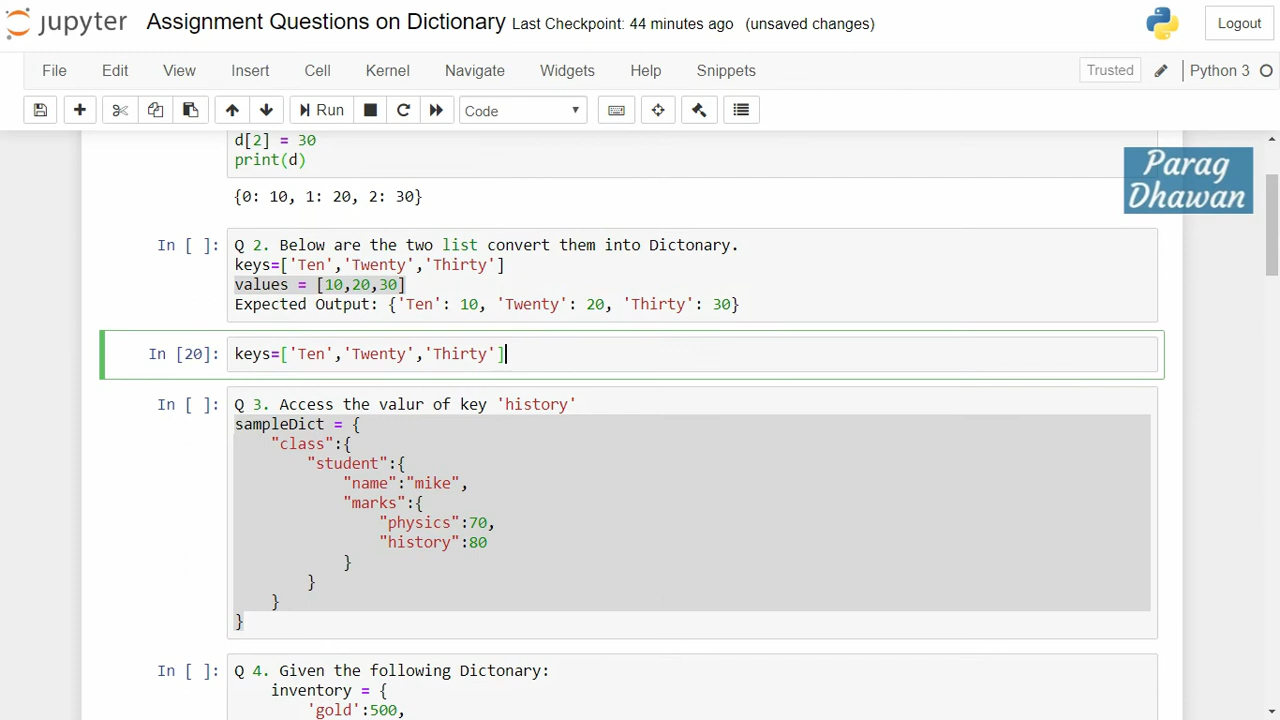 jupyter Assignment Questions on Dictionary Last Checkpoint: 44 minutes ago (unsaved changes) Logout
File Edit View Insert Cell Kernel Navigate Widgets Help Snippets Trusted Python 3
Run Code
d[2] = 30
print(d)
Parag
Dhawan
{0: 10, 1: 20, 2: 30}
In [ ]: Q 2. Below are the two list convert them into Dictonary.
keys=['Ten','Twenty','Thirty']
values = [10,20,30]
Expected Output: {'Ten': 10, 'Twenty': 20, 'Thirty': 30}
In [20]: keys=['Ten','Twenty','Thirty']
In [ ]: Q 3. Access the valur of key 'history'
sampleDict = {
"class":{
"student":{
"name":"mike",
"marks":{
"physics":70,
"history":80
}
}
}
}
In [ ]: Q 4. Given the following Dictonary:
inventory = {
'gold':500,